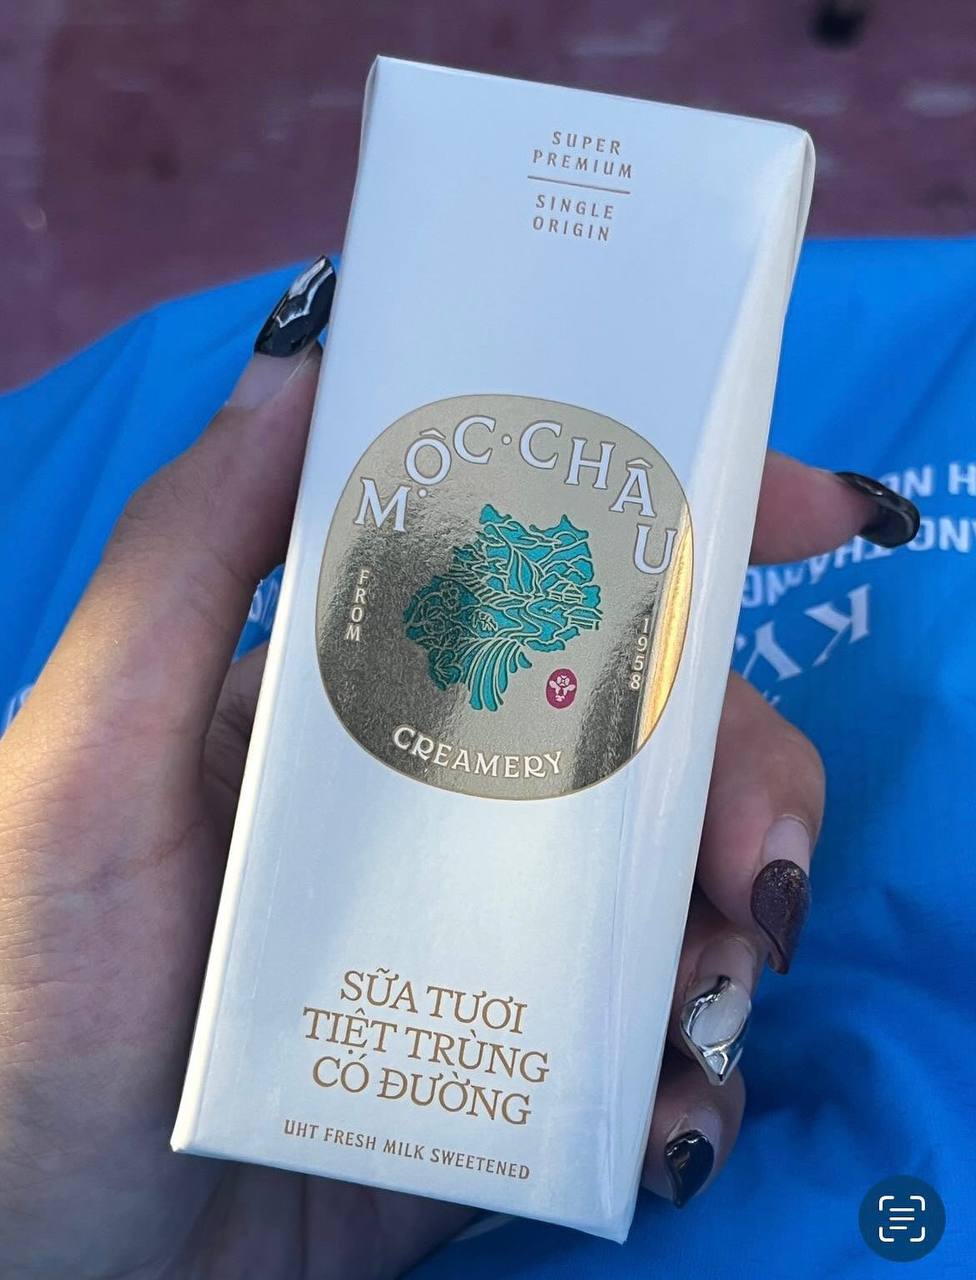 SUPER
PREMIUM
SINGLE
ORIGIN
MỘC·CHÂU
FROM
1958
CREAMERY
SỮA TƯƠI
TIỆT TRÙNG
CÓ ĐƯỜNG
UHT FRESH MILK SWEETENED